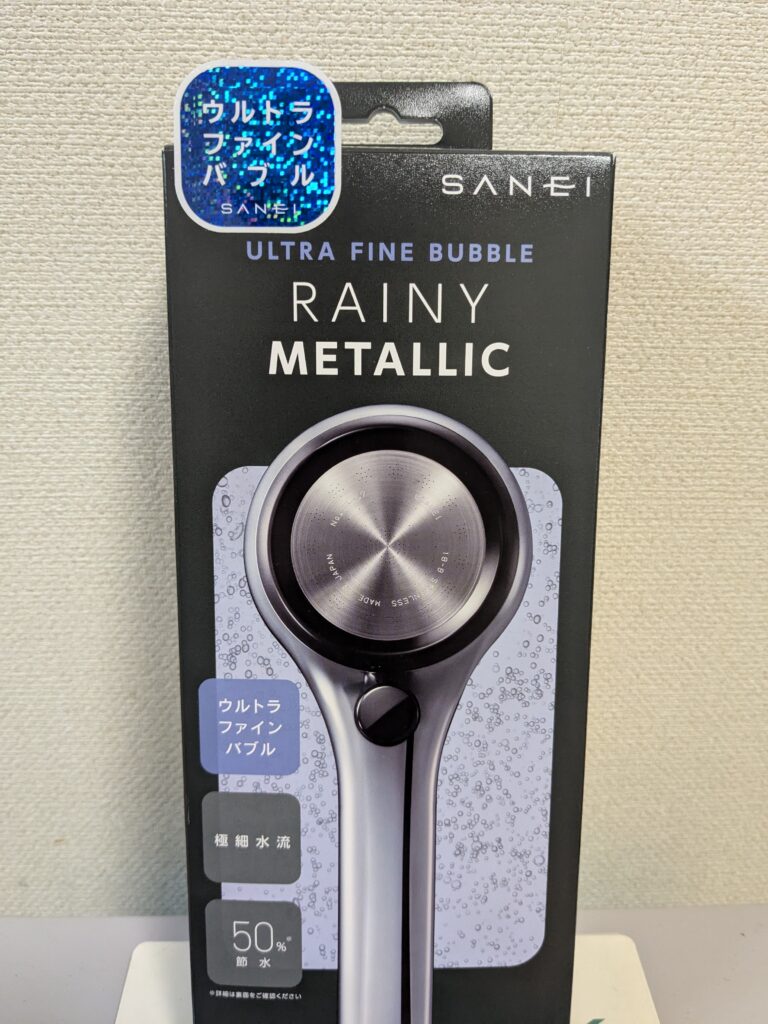 ウルトラ
ファイン
バブル
SANEI
SANEI
ULTRA FINE BUBBLE
RAINY
METALLIC
MADE JAPAN
18-8
ウルトラ
ファイン
バブル
極細水流
50%※
節水
※詳細は裏面をご確認ください